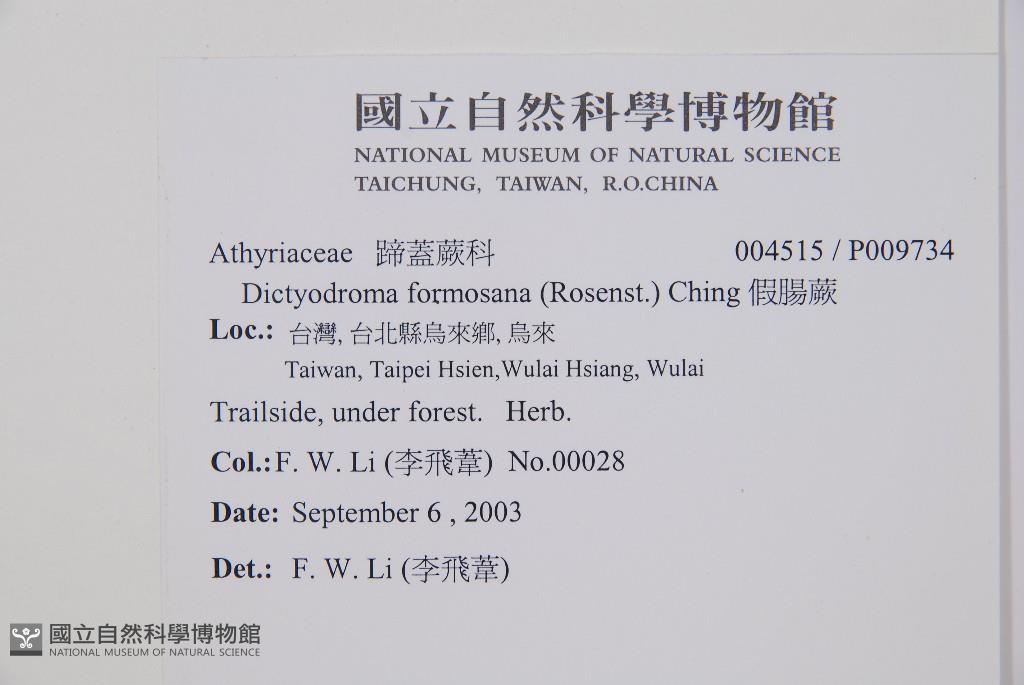 國立自然科學博物館
NATIONAL MUSEUM OF NATURAL SCIENCE
TAICHUNG, TAIWAN, R.O.CHINA
Athyriaceae 蹄蓋蕨科 004515 / P009734
Dictyodroma formosana (Rosenst.) Ching 假腸蕨
Loc.: 台灣, 台北縣烏來鄉, 烏來
Taiwan, Taipei Hsien,Wulai Hsiang, Wulai
Trailside, under forest. Herb.
Col.: F. W. Li (李飛葦) No.00028
Date: September 6 , 2003
Det.: F. W. Li (李飛葦)
國立自然科學博物館
NATIONAL MUSEUM OF NATURAL SCIENCE